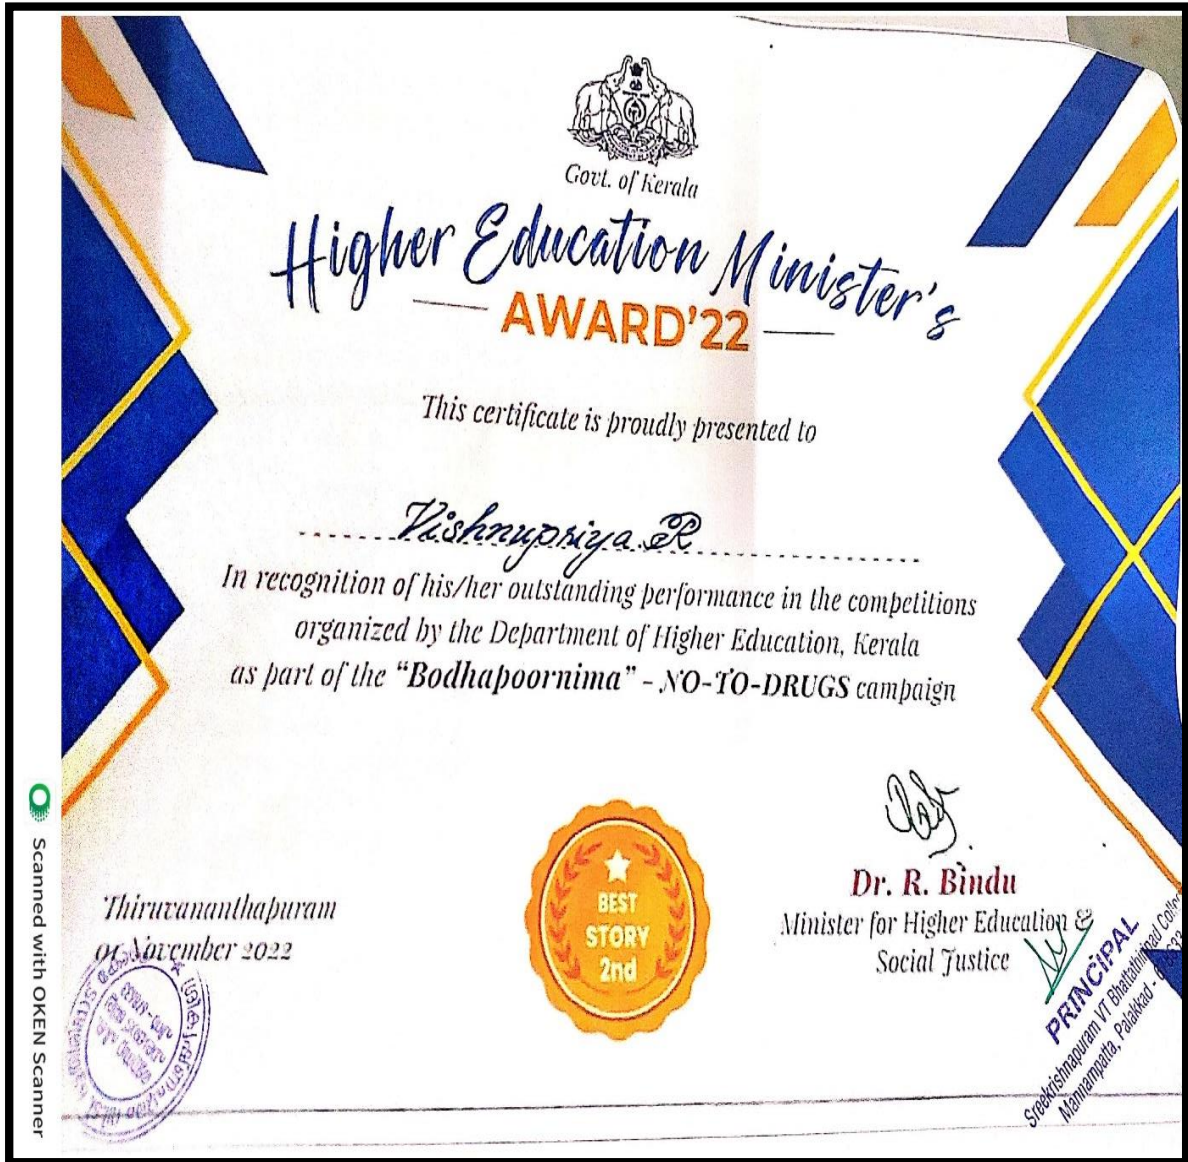 Govt. of Kerala
Higher Education Minister's
AWARD'22
This certificate is proudly presented to
Vishnupriya R
In recognition of his/her outstanding performance in the competitions
organized by the Department of Higher Education, Kerala
as part of the “Bodhapoornima” - NO-TO-DRUGS campaign
Thiruvananthapuram
01 November 2022
BEST
STORY
2nd
Dr. R. Bindu
Minister for Higher Education &
Social Justice
PRINCIPAL
Sreekrishnapuram VT Bhattathiripad
Mannampatta, Palakkad -
Scanned with OKEN Scanner